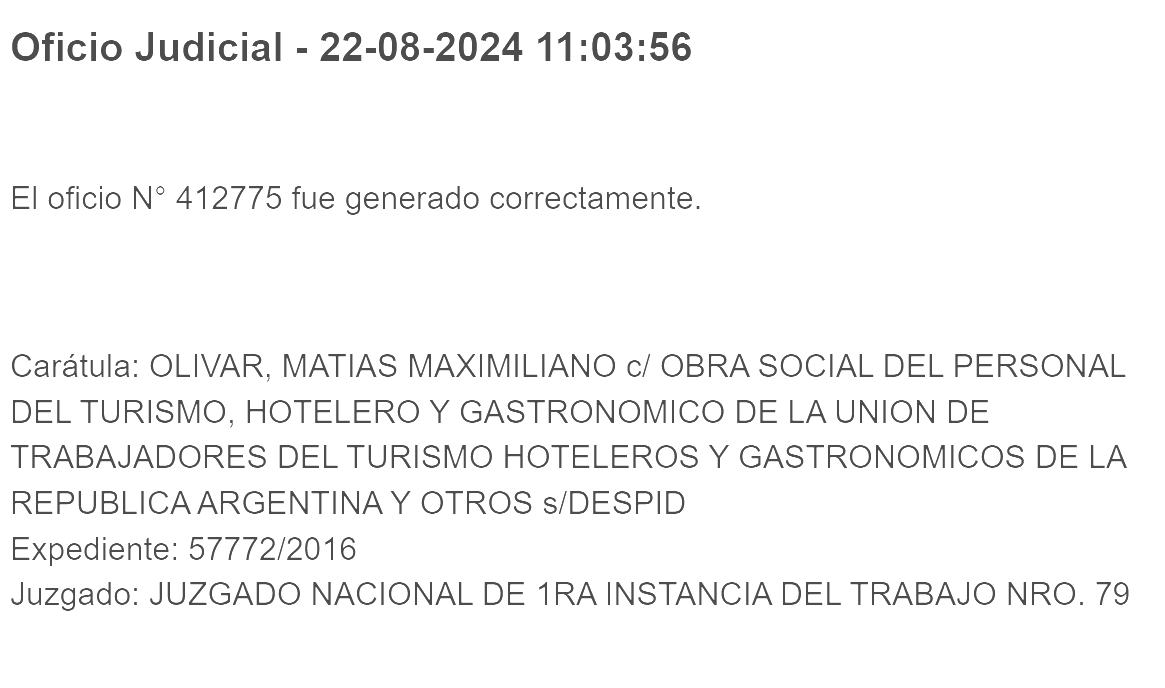 Oficio Judicial - 22-08-2024 11:03:56
El oficio N° 412775 fue generado correctamente.
Carátula: OLIVAR, MATIAS MAXIMILIANO c/ OBRA SOCIAL DEL PERSONAL
DEL TURISMO, HOTELERO Y GASTRONOMICO DE LA UNION DE
TRABAJADORES DEL TURISMO HOTELEROS Y GASTRONOMICOS DE LA
REPUBLICA ARGENTINA Y OTROS s/DESPID
Expediente: 57772/2016
Juzgado: JUZGADO NACIONAL DE 1RA INSTANCIA DEL TRABAJO NRO. 79